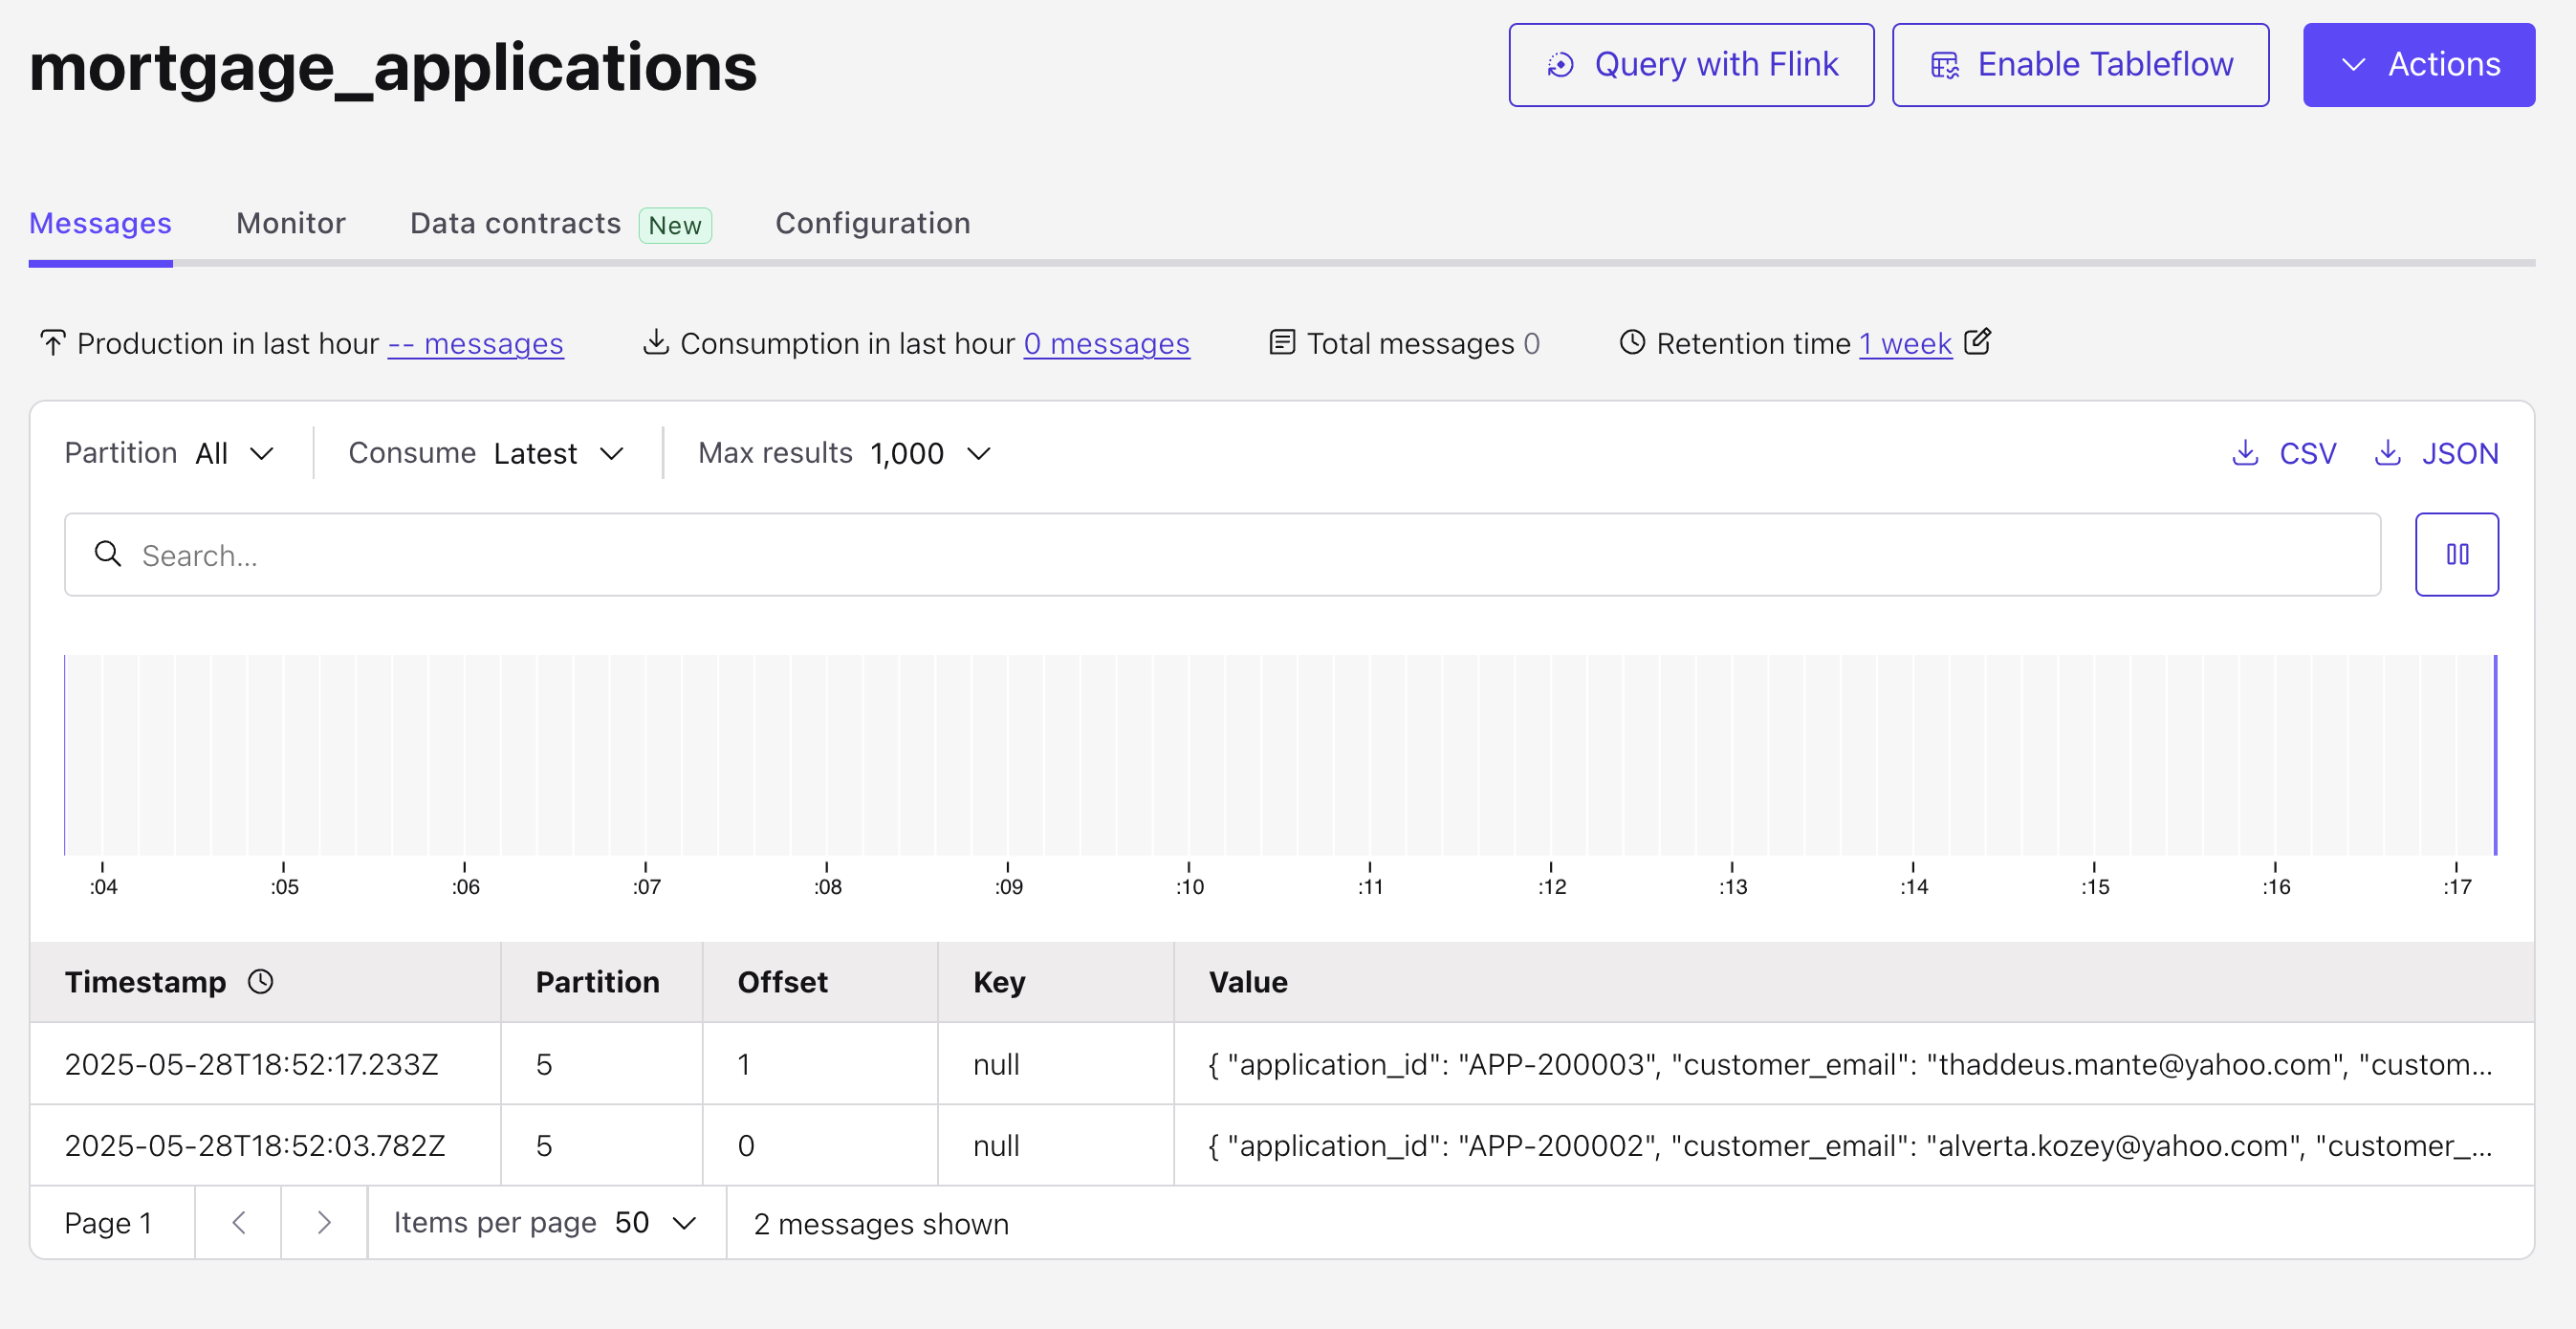 mortgage_applications Query with Flink Enable Tableflow Actions
Messages Monitor Data contracts New Configuration
Production in last hour -- messages Consumption in last hour 0 messages Total messages 0 Retention time 1 week
Partition All Consume Latest Max results 1,000 CSV JSON
Search...
:04 :05 :06 :07 :08 :09 :10 :11 :12 :13 :14 :15 :16 :17
Timestamp Partition Offset Key Value
2025-05-28T18:52:17.233Z 5 1 null { "application_id": "APP-200003", "customer_email": "thaddeus.mante@yahoo.com", "custom...
2025-05-28T18:52:03.782Z 5 0 null { "application_id": "APP-200002", "customer_email": "alverta.kozey@yahoo.com", "customer_...
Page 1 Items per page 50 2 messages shown